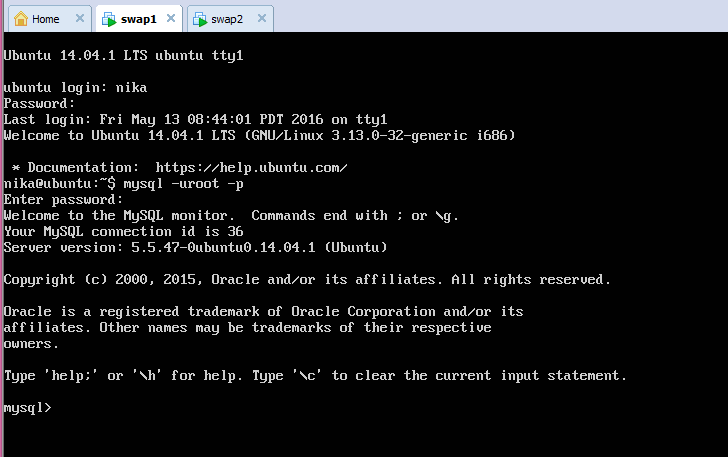 Home swap1 swap2
Ubuntu 14.04.1 LTS ubuntu tty1
ubuntu login: nika
Password:
Last login: Fri May 13 08:44:01 PDT 2016 on tty1
Welcome to Ubuntu 14.04.1 LTS (GNU/Linux 3.13.0-32-generic i686)
* Documentation:  https://help.ubuntu.com/
nika@ubuntu:~$ mysql -uroot -p
Enter password:
Welcome to the MySQL monitor.  Commands end with ; or \g.
Your MySQL connection id is 36
Server version: 5.5.47-0ubuntu0.14.04.1 (Ubuntu)
Copyright (c) 2000, 2015, Oracle and/or its affiliates. All rights reserved.
Oracle is a registered trademark of Oracle Corporation and/or its
affiliates. Other names may be trademarks of their respective
owners.
Type 'help;' or '\h' for help. Type '\c' to clear the current input statement.
mysql>